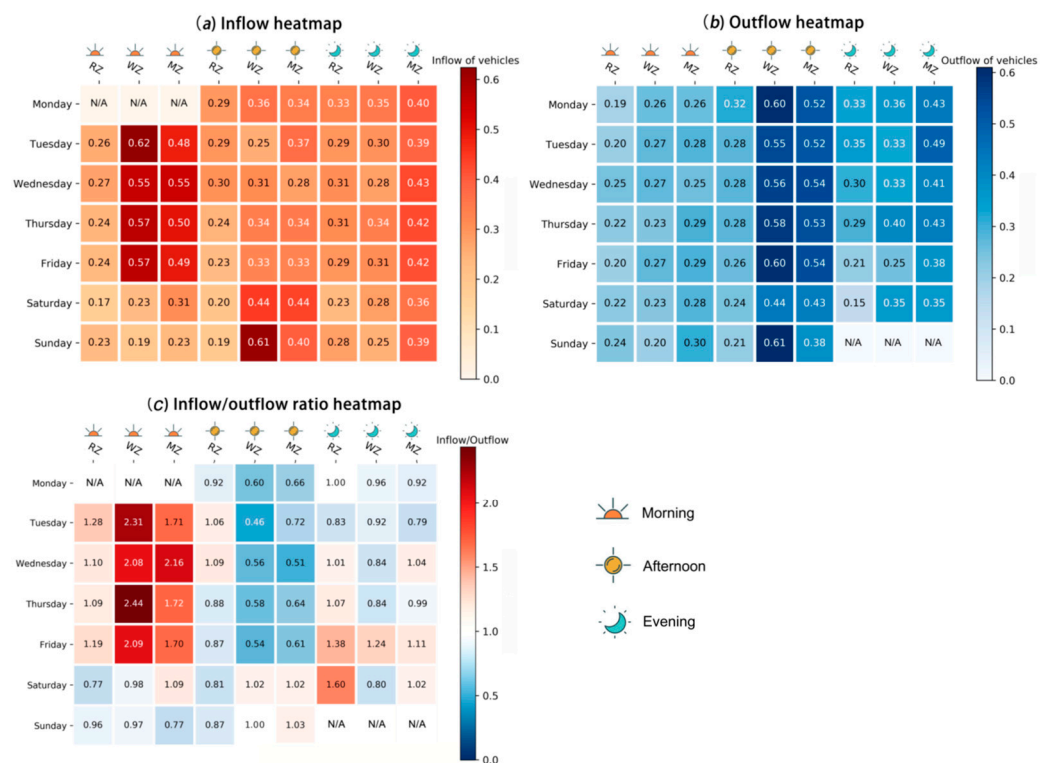 (a) Inflow heatmap
RZ WZ MZ RZ WZ MZ RZ WZ MZ
Inflow of vehicles
Monday N/A N/A N/A 0.29 0.36 0.34 0.33 0.35 0.40
Tuesday 0.26 0.62 0.48 0.29 0.25 0.37 0.29 0.30 0.39
Wednesday 0.27 0.55 0.55 0.30 0.31 0.28 0.31 0.28 0.43
Thursday 0.24 0.57 0.50 0.24 0.34 0.34 0.31 0.34 0.42
Friday 0.24 0.57 0.49 0.23 0.33 0.33 0.29 0.31 0.42
Saturday 0.17 0.23 0.31 0.20 0.44 0.44 0.23 0.28 0.36
Sunday 0.23 0.19 0.23 0.19 0.61 0.40 0.28 0.25 0.39
0.6
0.5
0.4
0.3
0.2
0.1
0.0
(b) Outflow heatmap
RZ WZ MZ RZ WZ MZ RZ WZ MZ
Outflow of vehicles
Monday 0.19 0.26 0.26 0.32 0.60 0.52 0.33 0.36 0.43
Tuesday 0.20 0.27 0.28 0.28 0.55 0.52 0.35 0.33 0.49
Wednesday 0.25 0.27 0.25 0.28 0.56 0.54 0.30 0.33 0.41
Thursday 0.22 0.23 0.29 0.28 0.58 0.53 0.29 0.40 0.43
Friday 0.20 0.27 0.29 0.26 0.60 0.54 0.21 0.25 0.38
Saturday 0.22 0.23 0.28 0.24 0.44 0.43 0.15 0.35 0.35
Sunday 0.24 0.20 0.30 0.21 0.61 0.38 N/A N/A N/A
0.6
0.5
0.4
0.3
0.2
0.1
0.0
(c) Inflow/outflow ratio heatmap
RZ WZ MZ RZ WZ MZ RZ WZ MZ
Inflow/Outflow
Monday N/A N/A N/A 0.92 0.60 0.66 1.00 0.96 0.92
Tuesday 1.28 2.31 1.71 1.06 0.46 0.72 0.83 0.92 0.79
Wednesday 1.10 2.08 2.16 1.09 0.56 0.51 1.01 0.84 1.04
Thursday 1.09 2.44 1.72 0.88 0.58 0.64 1.07 0.84 0.99
Friday 1.19 2.09 1.70 0.87 0.54 0.61 1.38 1.24 1.11
Saturday 0.77 0.98 1.09 0.81 1.02 1.02 1.60 0.80 1.02
Sunday 0.96 0.97 0.77 0.87 1.00 1.03 N/A N/A N/A
2.0
1.5
1.0
0.5
0.0
Morning
Afternoon
Evening